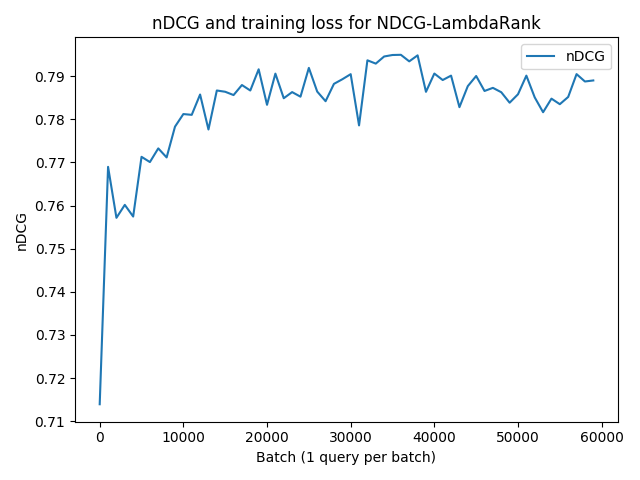 nDCG and training loss for NDCG-LambdaRank
nDCG
0.79
0.78
0.77
0.76
0.75
0.74
0.73
0.72
0.71
nDCG
0 10000 20000 30000 40000 50000 60000
Batch (1 query per batch)